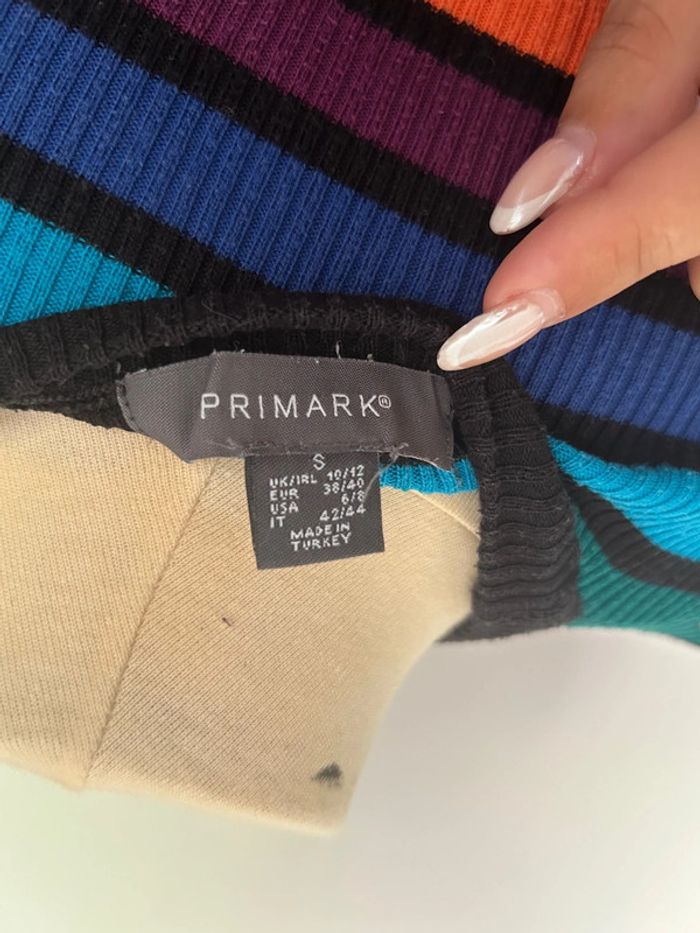 PRIMARK®
S
UK/IRL 10/12
EUR 38/40
USA 6/8
IT 42/44
MADE IN
TURKEY